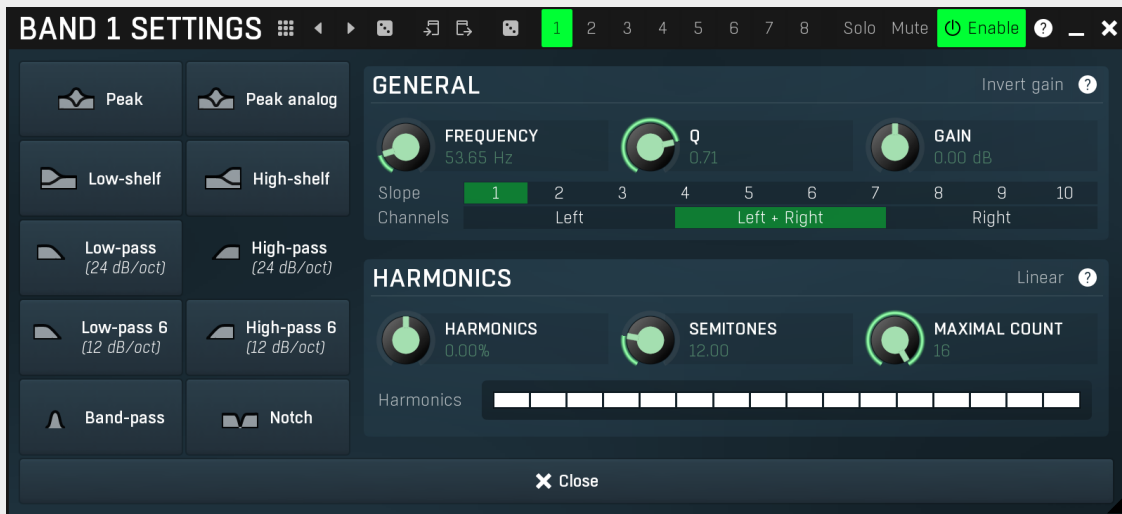 BAND 1 SETTINGS 1 2 3 4 5 6 7 8 Solo Mute Enable ?
Peak
Peak analog
Low-shelf
High-shelf
Low-pass
(24 dB/oct)
High-pass
(24 dB/oct)
Low-pass 6
(12 dB/oct)
High-pass 6
(12 dB/oct)
Band-pass
Notch
GENERAL Invert gain ?
FREQUENCY
53.65 Hz
Q
0.71
GAIN
0.00 dB
Slope 1 2 3 4 5 6 7 8 9 10
Channels Left Left + Right Right
HARMONICS Linear ?
HARMONICS
0.00%
SEMITONES
12.00
MAXIMAL COUNT
16
Harmonics
Close